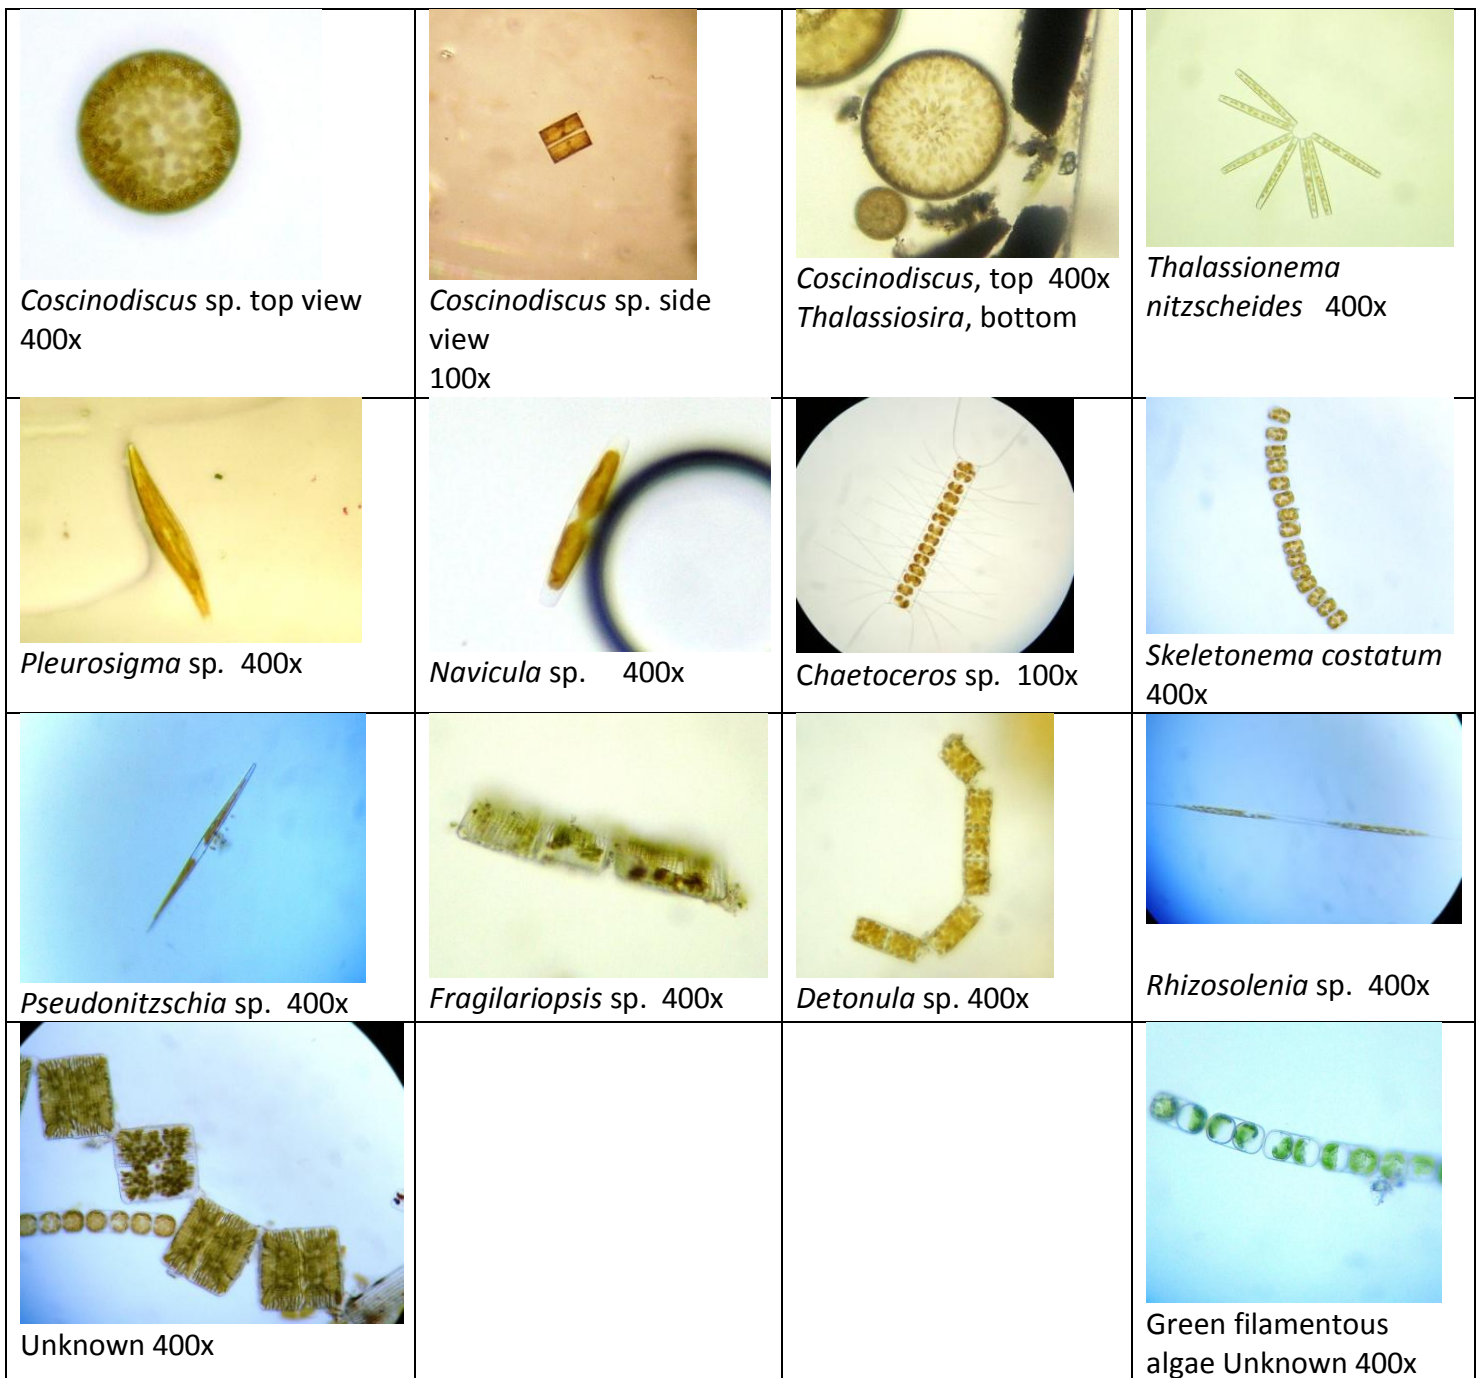 Coscinodiscus sp. top view
400x
Coscinodiscus sp. side
view
100x
Coscinodiscus, top 400x
Thalassiosira, bottom
Thalassionema
nitzscheides 400x
Pleurosigma sp. 400x
Navicula sp. 400x
Chaetoceros sp. 100x
Skeletonema costatum
400x
Pseudonitzschia sp. 400x
Fragilariopsis sp. 400x
Detonula sp. 400x
Rhizosolenia sp. 400x
Unknown 400x
Green filamentous
algae Unknown 400x